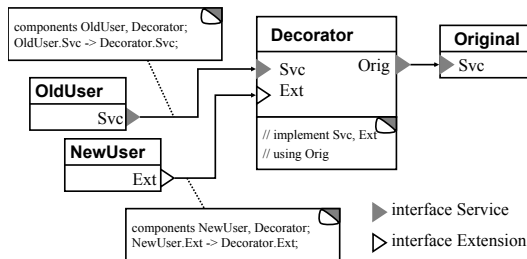 components OldUser, Decorator;
OldUser.Svc -> Decorator.Svc;
Decorator
Svc
Orig
Ext
// implement Svc, Ext
// using Orig
Original
Svc
OldUser
Svc
NewUser
Ext
components NewUser, Decorator;
NewUser.Ext -> Decorator.Ext;
interface Service
interface Extension